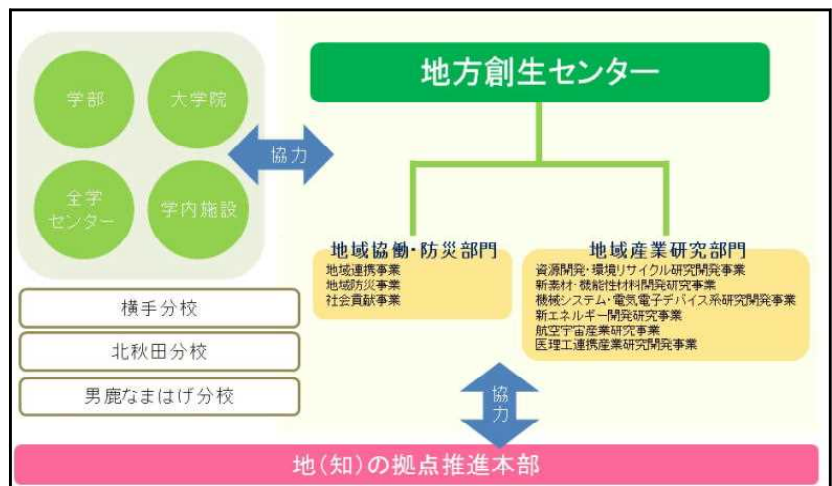 地方創生センター
学部
大学院
全学
センター
学内施設
協力
地域協働・防災部門
地域連携事業
地域防災事業
社会貢献事業
地域産業研究部門
資源開発・環境リサイクル研究開発事業
新素材・機能性材料開発研究事業
機械システム・電気電子デバイス系研究開発事業
新エネルギー開発研究事業
航空宇宙産業研究事業
医理工連携産業研究開発事業
横手分校
北秋田分校
男鹿なまはげ分校
協
力
地(知)の拠点推進本部